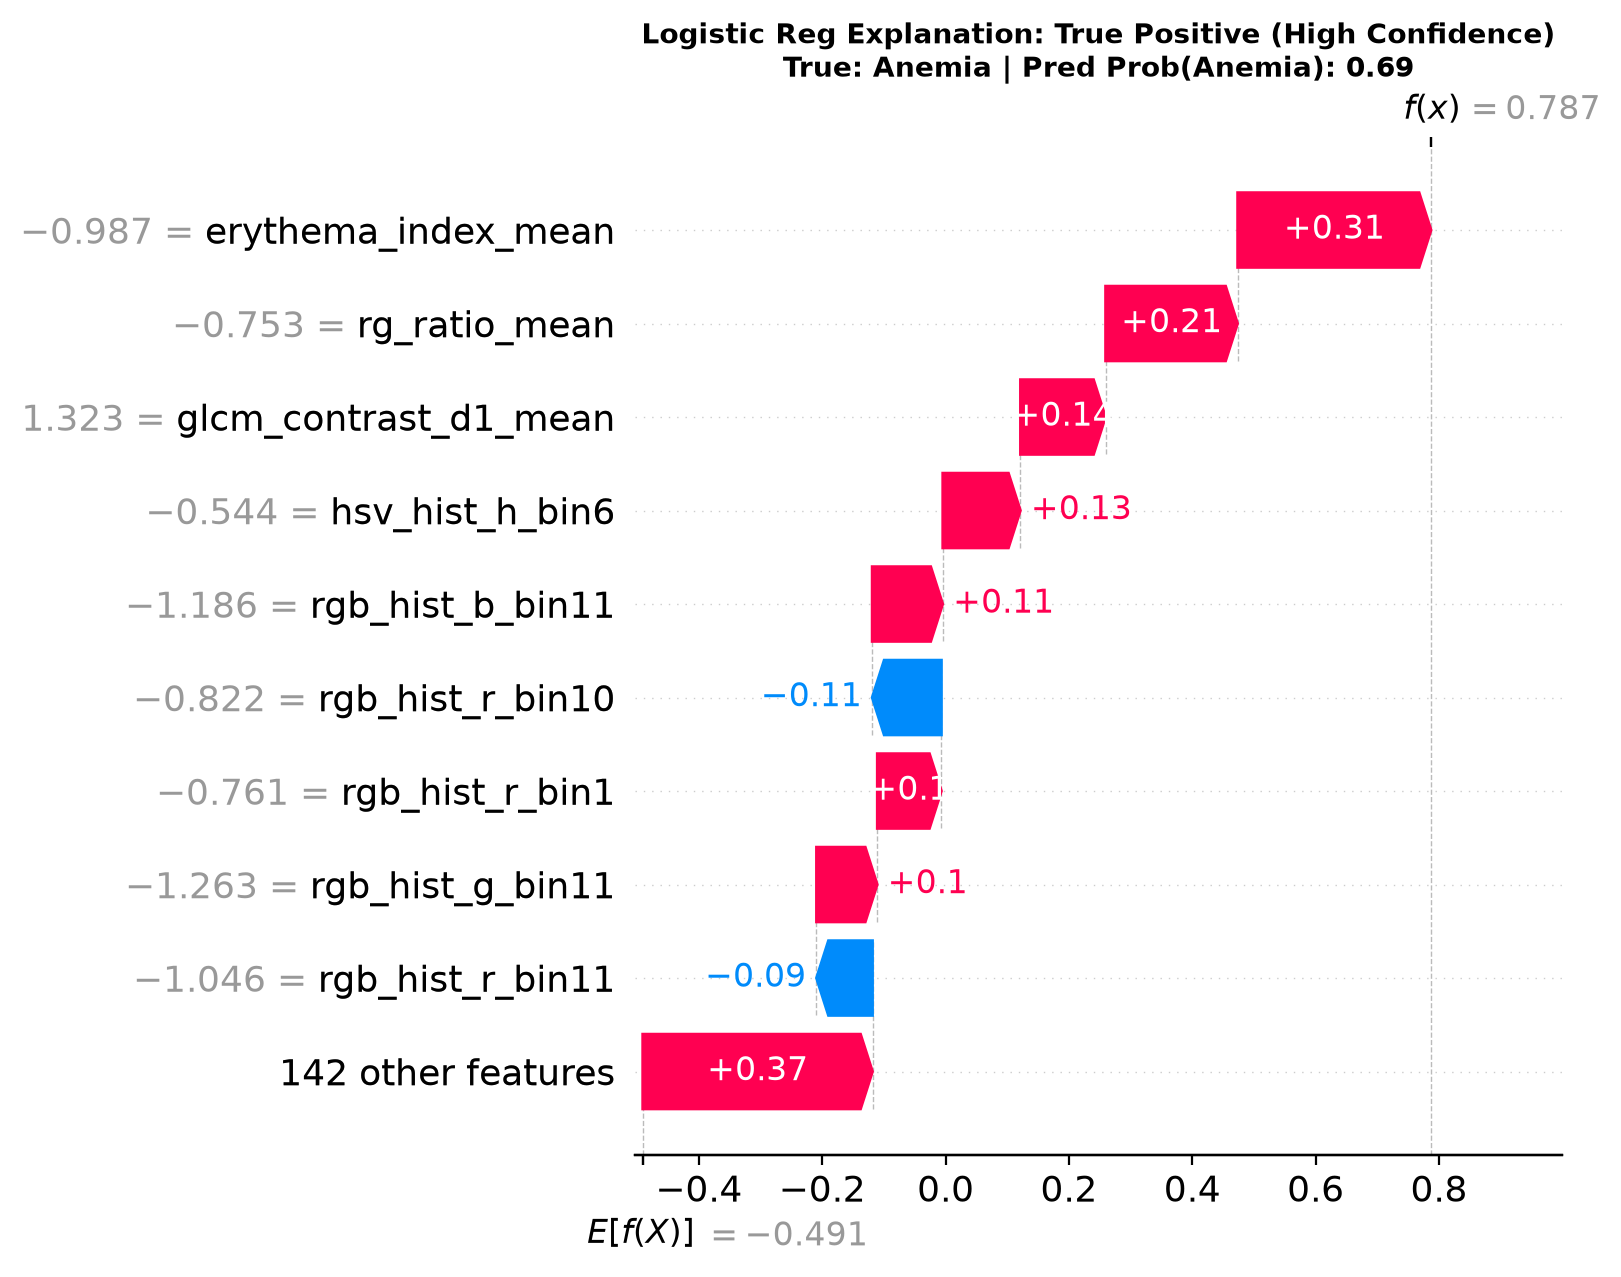 Logistic Reg Explanation: True Positive (High Confidence)
True: Anemia | Pred Prob(Anemia): 0.69
f(x) = 0.787
−0.987 = erythema_index_mean +0.31
−0.753 = rg_ratio_mean +0.21
1.323 = glcm_contrast_d1_mean +0.14
−0.544 = hsv_hist_h_bin6 +0.13
−1.186 = rgb_hist_b_bin11 +0.11
−0.822 = rgb_hist_r_bin10 −0.11
−0.761 = rgb_hist_r_bin1 +0.1
−1.263 = rgb_hist_g_bin11 +0.1
−1.046 = rgb_hist_r_bin11 −0.09
142 other features +0.37
−0.4 −0.2 0.0 0.2 0.4 0.6 0.8
E[f(X)] = −0.491